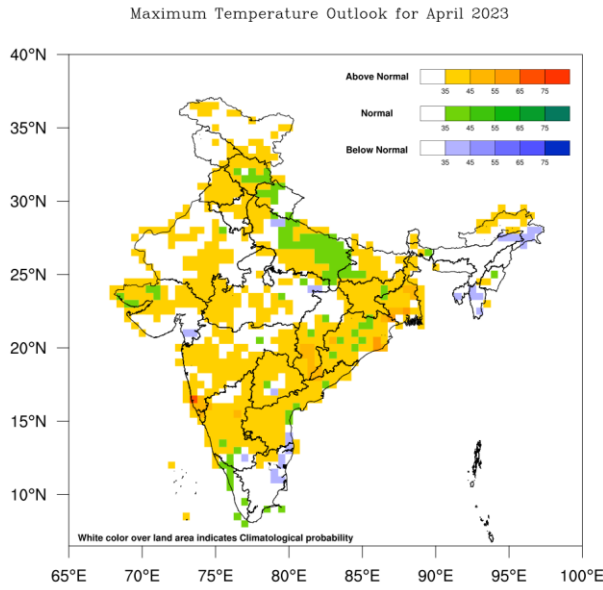 Maximum Temperature Outlook for April 2023
40°N
Above Normal
35 45 55 65 75
Normal
35 45 55 65 75
35°N
Below Normal
35 45 55 65 75
30°N
25°N
20°N
15°N
10°N
White color over land area indicates Climatological probability
65°E 70°E 75°E 80°E 85°E 90°E 95°E 100°E